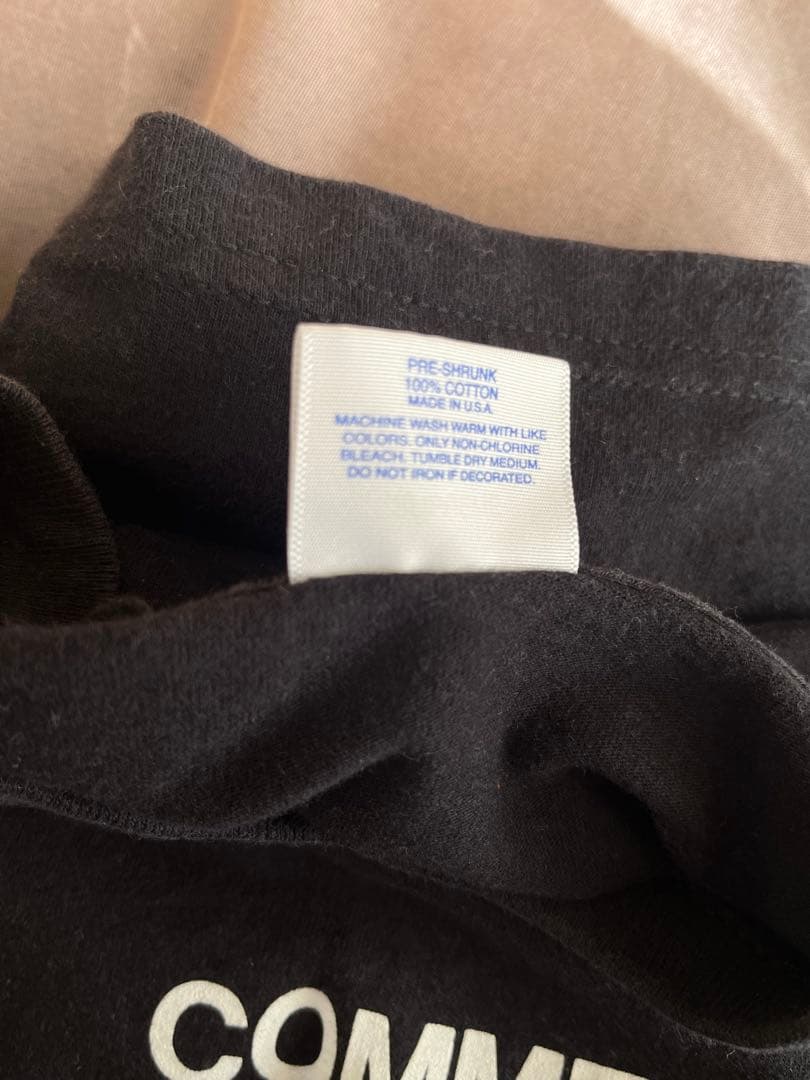 PRE-SHRUNK
100% COTTON
MADE IN U.S.A.
MACHINE WASH WARM WITH LIKE
COLORS. ONLY NON-CHLORINE
BLEACH. TUMBLE DRY MEDIUM.
DO NOT IRON IF DECORATED.
COMME